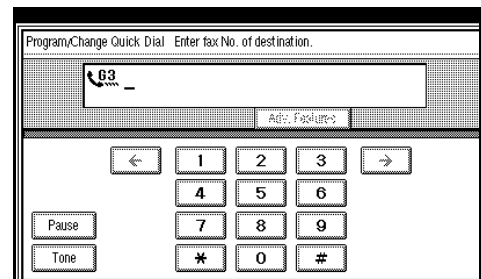 Program/Change Quick Dial Enter fax No. of destination.
G3 _
Adv. Features
← 1 2 3 →
4 5 6
Pause 7 8 9
Tone * 0 #